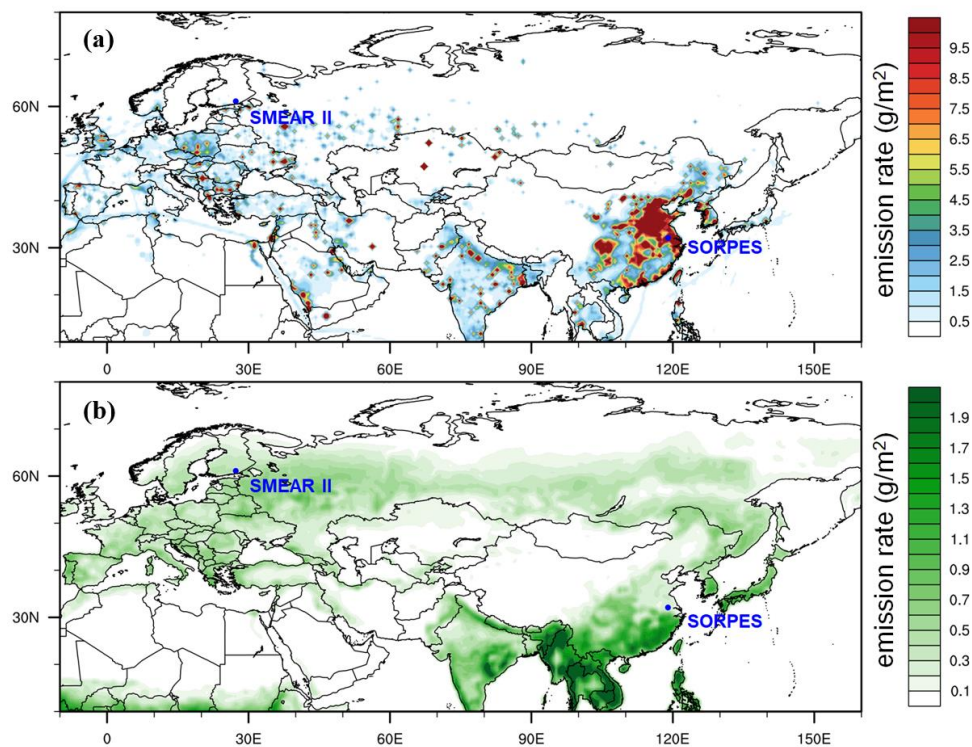 (a)
60N
SMEAR II
30N
SORPES
0
30E
60E
90E
120E
150E
emission rate (g/m²)
9.5
8.5
7.5
6.5
5.5
4.5
3.5
2.5
1.5
0.5
(b)
60N
SMEAR II
30N
SORPES
0
30E
60E
90E
120E
150E
emission rate (g/m²)
1.9
1.7
1.5
1.3
1.1
0.9
0.7
0.5
0.3
0.1